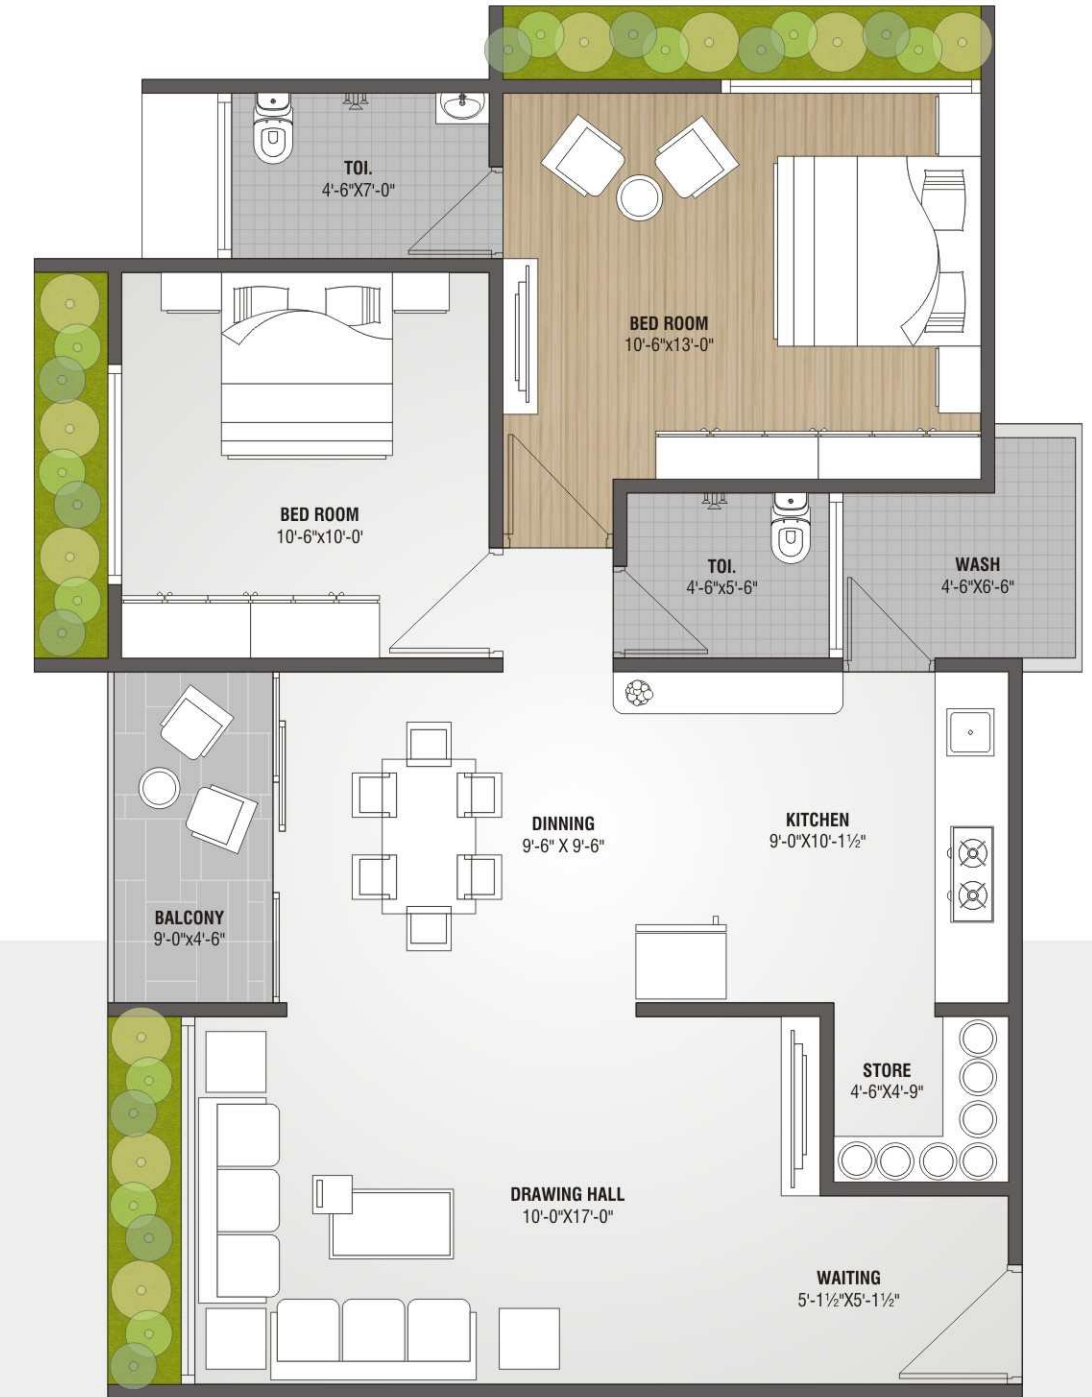 TOI.
4'-6"X7'-0"
BED ROOM
10'-6"x13'-0"
BED ROOM
10'-6"x10'-0'
TOI.
4'-6"x5'-6"
WASH
4'-6"X6'-6"
DINNING
9'-6" X 9'-6"
KITCHEN
9'-0"X10'-1½"
BALCONY
9'-0"x4'-6"
STORE
4'-6"X4'-9"
DRAWING HALL
10'-0"X17'-0"
WAITING
5'-1½"X5'-1½"